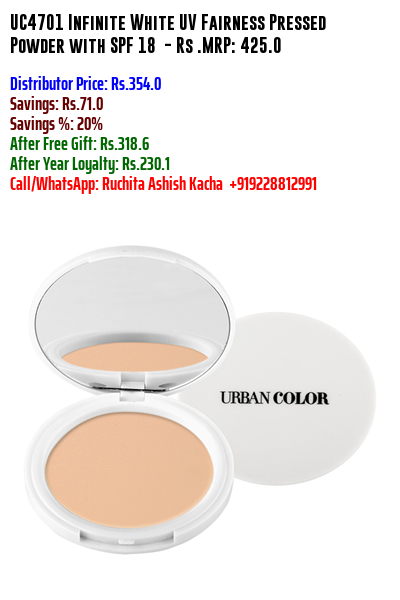 UC4701 Infinite White UV Fairness Pressed
Powder with SPF 18 - Rs .MRP: 425.0
Distributor Price: Rs.354.0
Savings: Rs.71.0
Savings %: 20%
After Free Gift: Rs.318.6
After Year Loyalty: Rs.230.1
Call/WhatsApp: Ruchita Ashish Kacha +919228812991
URBAN COLOR